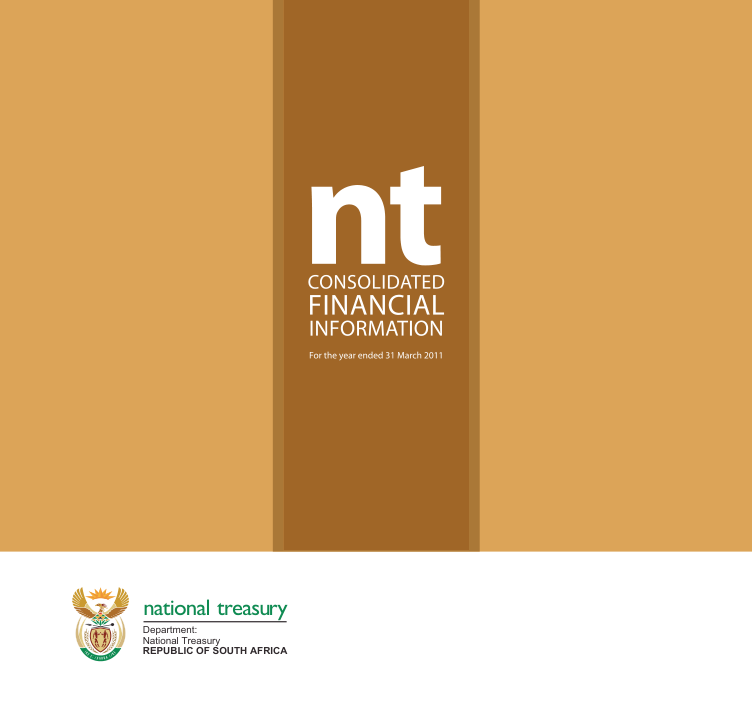 nt
CONSOLIDATED
FINANCIAL
INFORMATION
For the year ended 31 March 2011
national treasury
Department:
National Treasury
REPUBLIC OF SOUTH AFRICA